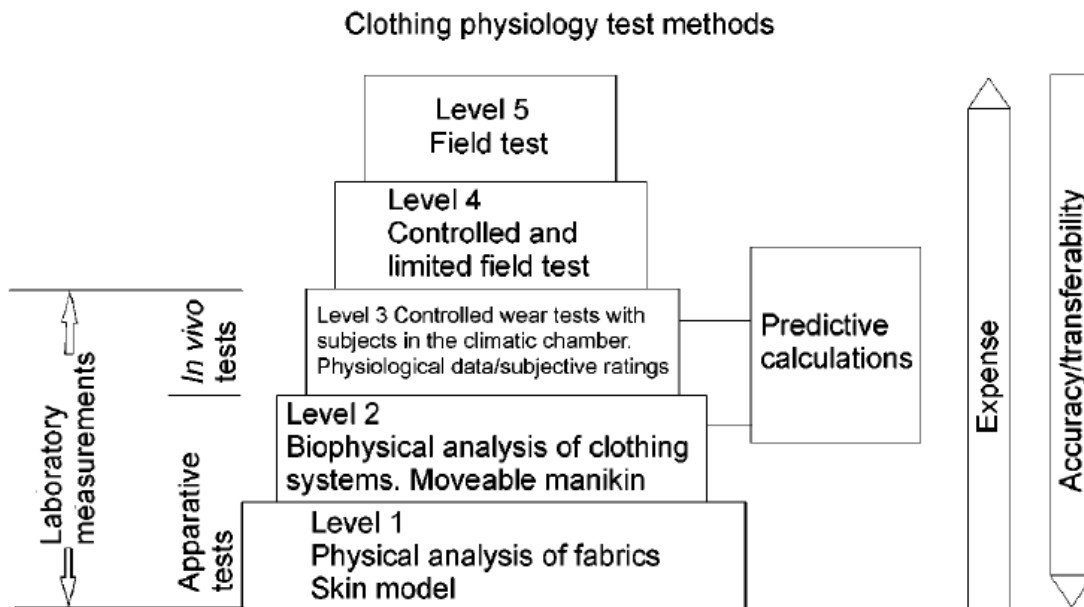 Clothing physiology test methods
Level 5
Field test
Level 4
Controlled and
limited field test
Level 3 Controlled wear tests with
subjects in the climatic chamber.
Physiological data/subjective ratings
Level 2
Biophysical analysis of clothing
systems. Moveable manikin
Level 1
Physical analysis of fabrics
Skin model
Laboratory
measurements
In vivo
tests
Apparative
tests
Predictive
calculations
Expense
Accuracy/transferability